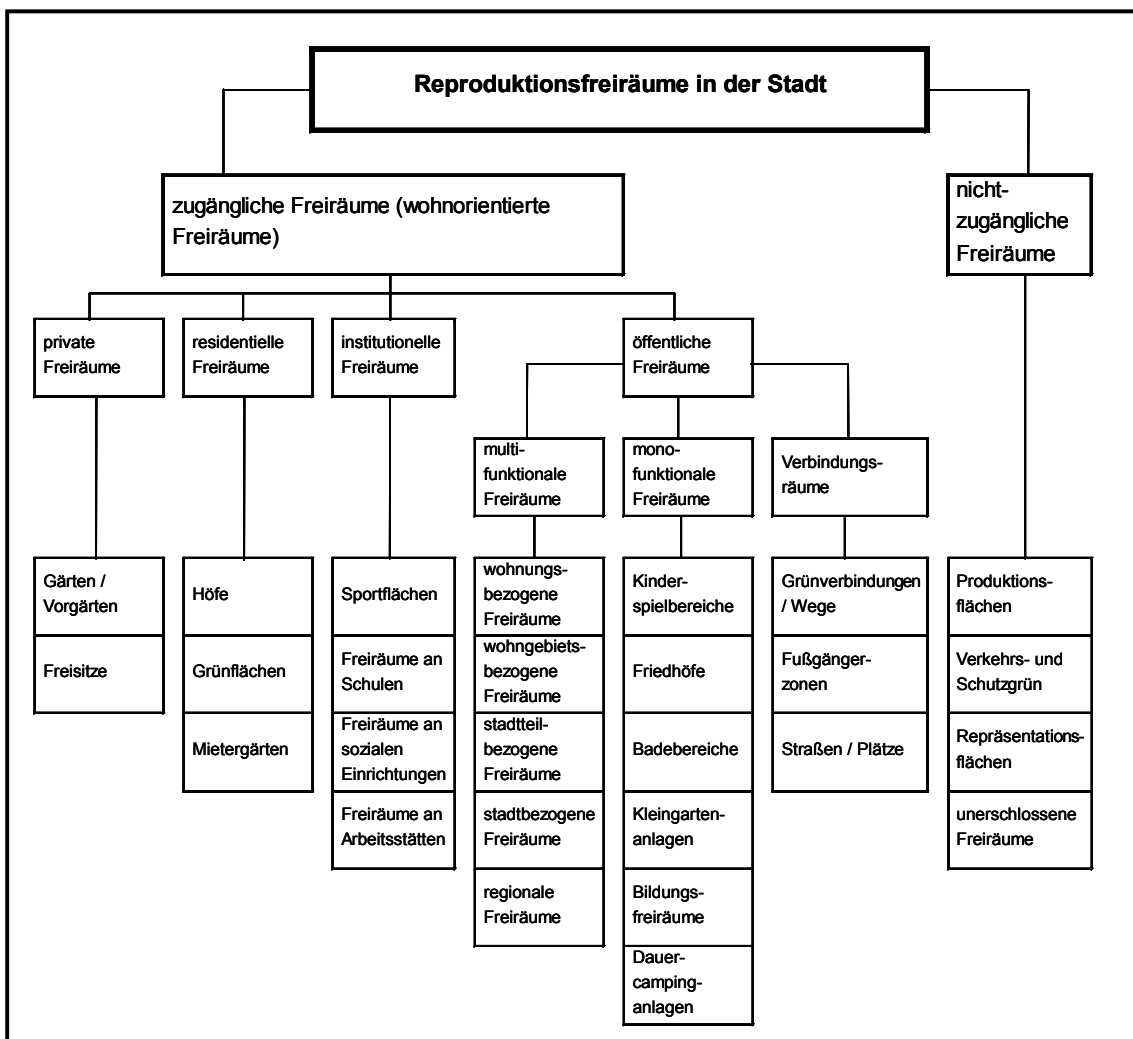 Reproduktionsfreiräume in der Stadt
zugängliche Freiräume (wohnorientierte
Freiräume)
nicht-
zugängliche
Freiräume
private
Freiräume
residentielle
Freiräume
institutionelle
Freiräume
öffentliche
Freiräume
multi-
funktionale
Freiräume
mono-
funktionale
Freiräume
Verbindungs-
räume
Gärten /
Vorgärten
Freisitze
Höfe
Grünflächen
Mietergärten
Sportflächen
Freiräume an
Schulen
Freiräume an
sozialen
Einrichtungen
Freiräume an
Arbeitsstätten
wohnungs-
bezogene
Freiräume
wohngebiets-
bezogene
Freiräume
stadtteil-
bezogene
Freiräume
stadtbezogene
Freiräume
regionale
Freiräume
Kinder-
spielbereiche
Friedhöfe
Badebereiche
Kleingarten-
anlagen
Bildungs-
freiräume
Dauer-
camping-
anlagen
Grünverbindungen
/ Wege
Fußgänger-
zonen
Straßen / Plätze
Produktions-
flächen
Verkehrs- und
Schutzgrün
Repräsentations-
flächen
unerschlossene
Freiräume